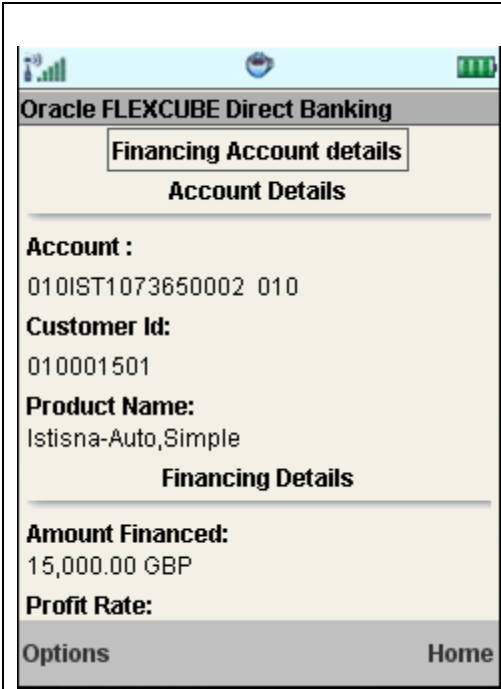 Oracle FLEXCUBE Direct Banking
Financing Account details
Account Details
Account :
010IST1073650002 010
Customer Id:
010001501
Product Name:
Istisna-Auto,Simple
Financing Details
Amount Financed:
15,000.00 GBP
Profit Rate:
Options Home